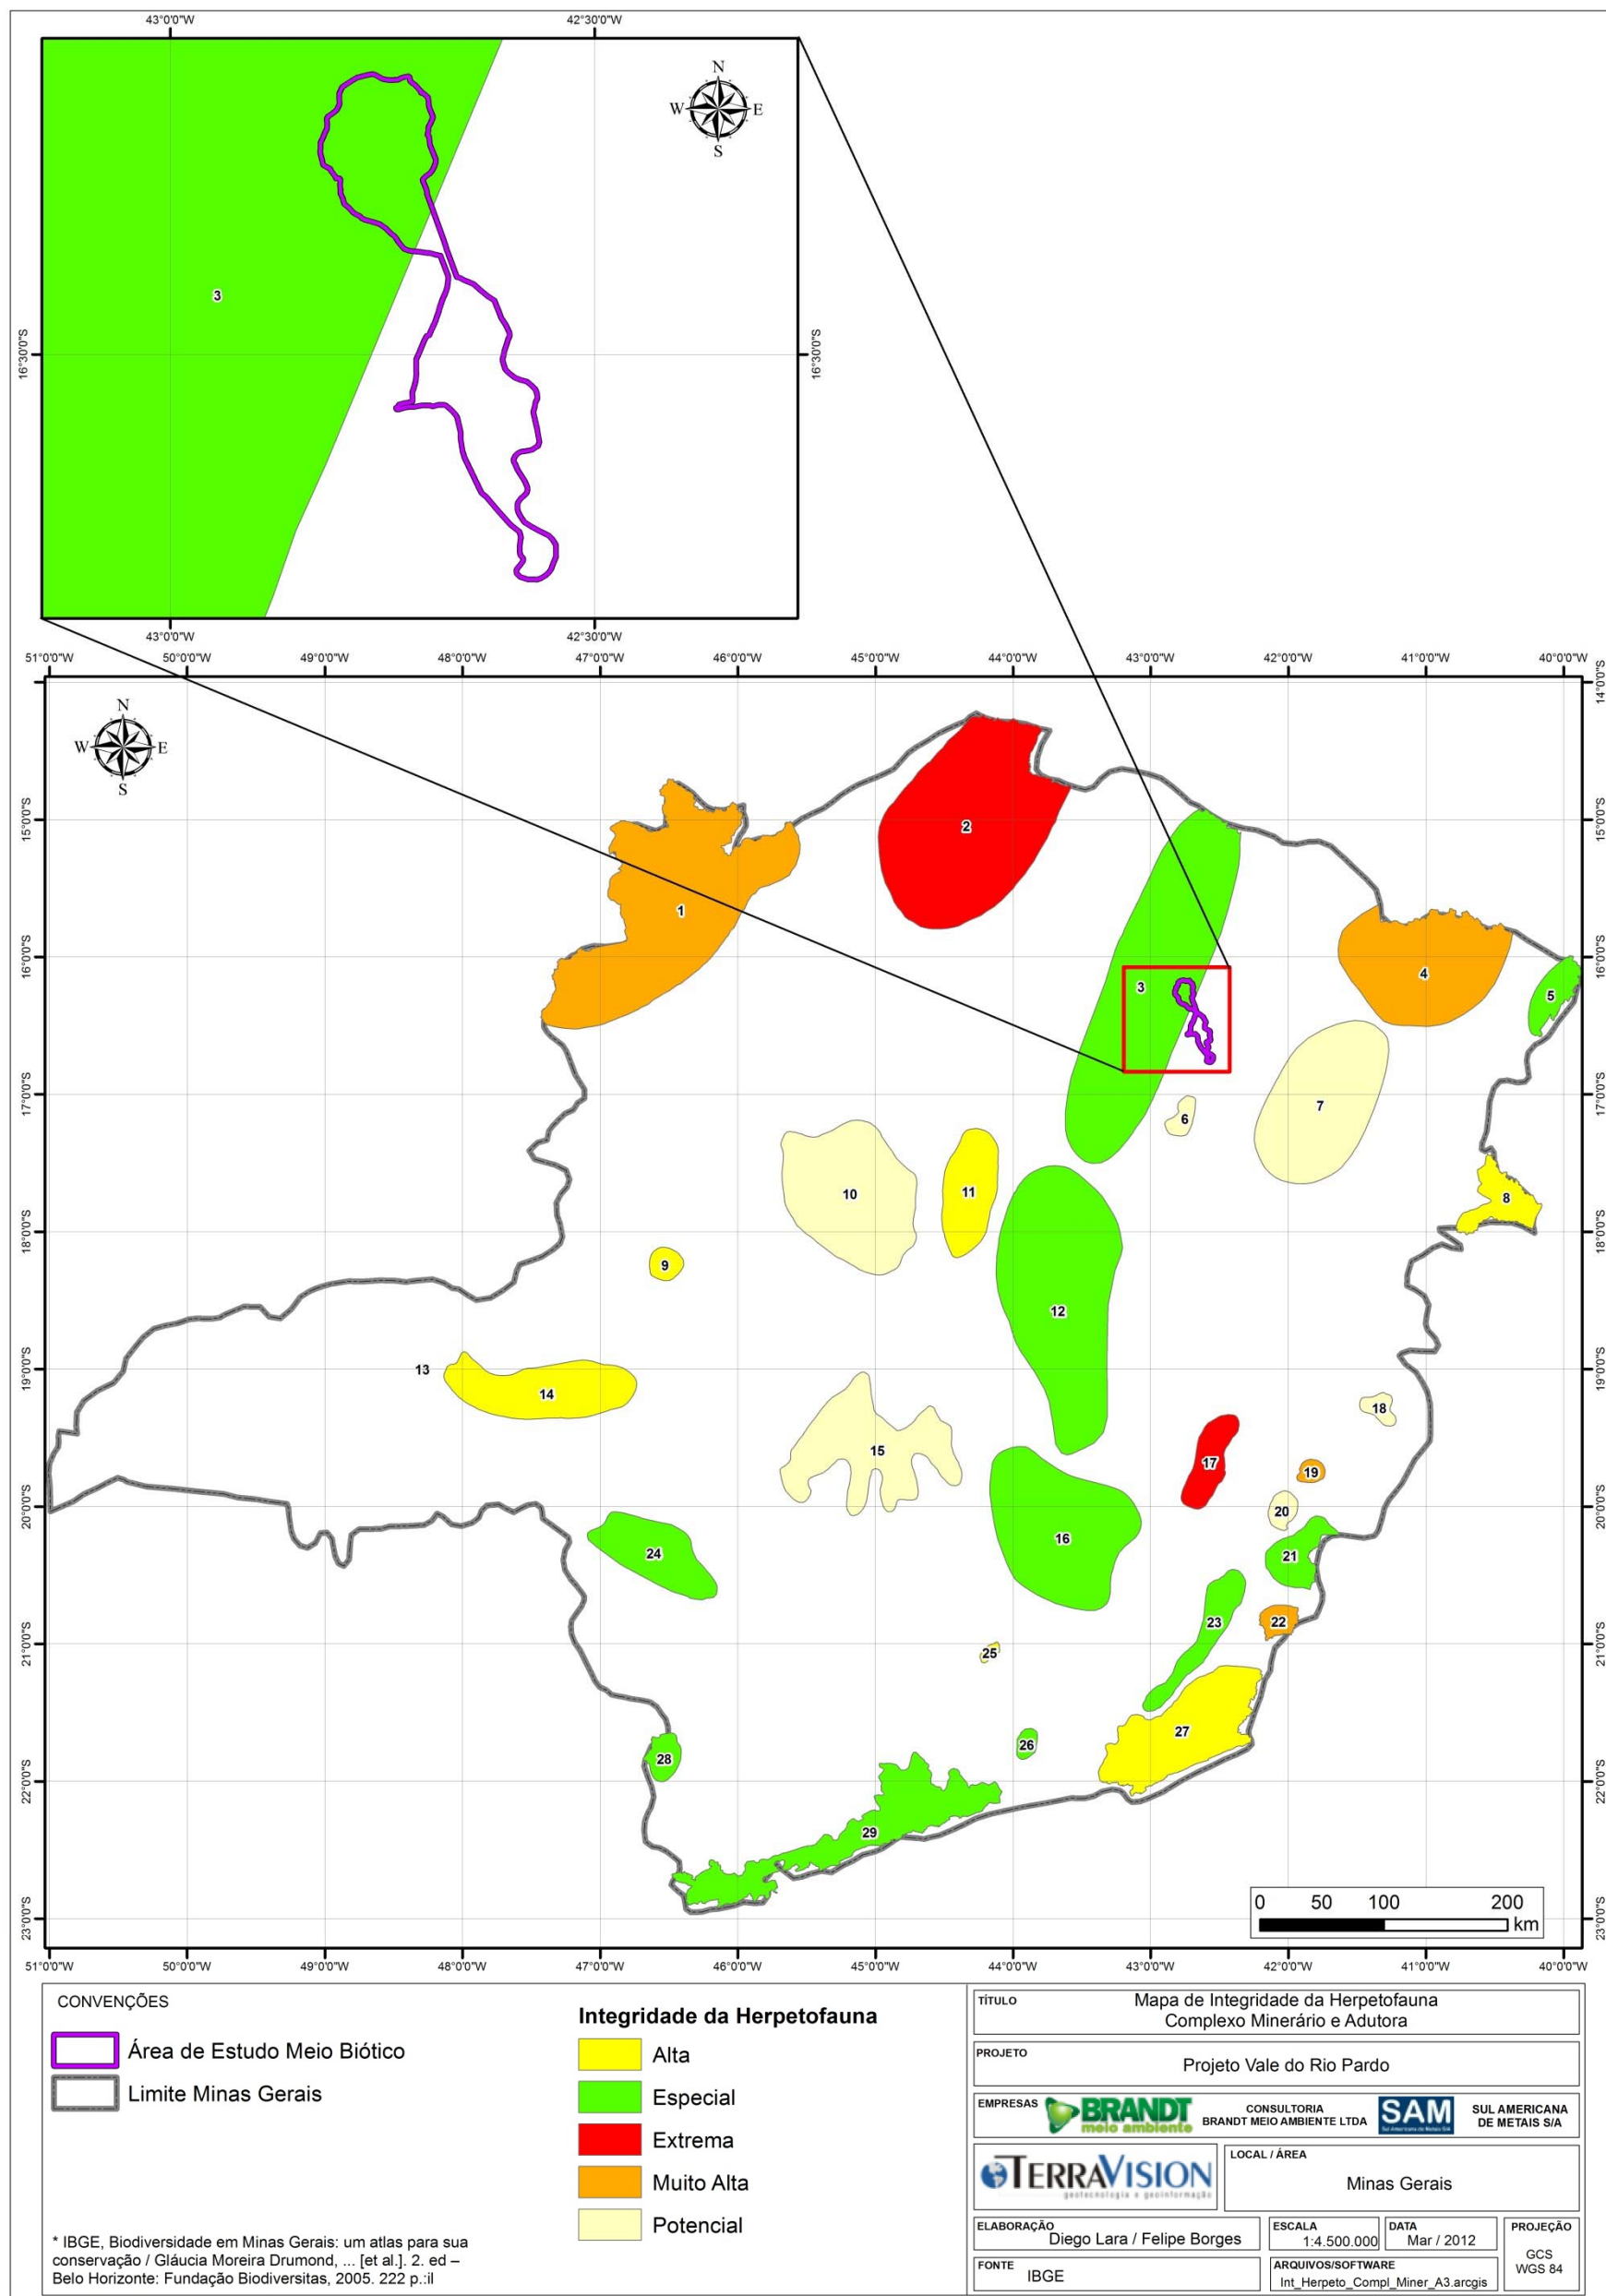 43°0'0"W 42°30'0"W
N
W E
S
3
16°30'0"S 16°30'0"S
43°0'0"W 42°30'0"W
51°0'0"W 50°0'0"W 49°0'0"W 48°0'0"W 47°0'0"W 46°0'0"W 45°0'0"W 44°0'0"W 43°0'0"W 42°0'0"W 41°0'0"W 40°0'0"W
14°0'0"S
N
W E
S
15°0'0"S 15°0'0"S
2
1
16°0'0"S 16°0'0"S
4
3
5
17°0'0"S 17°0'0"S
7
6
10
11
8
18°0'0"S 18°0'0"S
9
12
19°0'0"S 19°0'0"S
13
14
18
15
17
19
20°0'0"S 20°0'0"S
20
16
24
21
23
22
21°0'0"S 21°0'0"S
25
27
26
28
22°0'0"S 22°0'0"S
29
0 50 100 200
km
23°0'0"S 23°0'0"S
51°0'0"W 50°0'0"W 49°0'0"W 48°0'0"W 47°0'0"W 46°0'0"W 45°0'0"W 44°0'0"W 43°0'0"W 42°0'0"W 41°0'0"W 40°0'0"W
CONVENÇÕES
Área de Estudo Meio Biótico
Limite Minas Gerais
* IBGE, Biodiversidade em Minas Gerais: um atlas para sua
conservação / Gláucia Moreira Drumond, ... [et al.]. 2. ed –
Belo Horizonte: Fundação Biodiversitas, 2005. 222 p.:il
Integridade da Herpetofauna
Alta
Especial
Extrema
Muito Alta
Potencial
TÍTULO
Mapa de Integridade da Herpetofauna
Complexo Minerário e Adutora
PROJETO
Projeto Vale do Rio Pardo
EMPRESAS
BRANDT
meio ambiente
CONSULTORIA
BRANDT MEIO AMBIENTE LTDA
SAM
Sul Americana de Metais S/A
SUL AMERICANA
DE METAIS S/A
TERRAVISION
geotecnologia e geoinformação
LOCAL / ÁREA
Minas Gerais
ELABORAÇÃO
Diego Lara / Felipe Borges
ESCALA
1:4.500.000
DATA
Mar / 2012
PROJEÇÃO
GCS
WGS 84
FONTE
IBGE
ARQUIVOS/SOFTWARE
Int_Herpeto_Compl_Miner_A3.arcgis